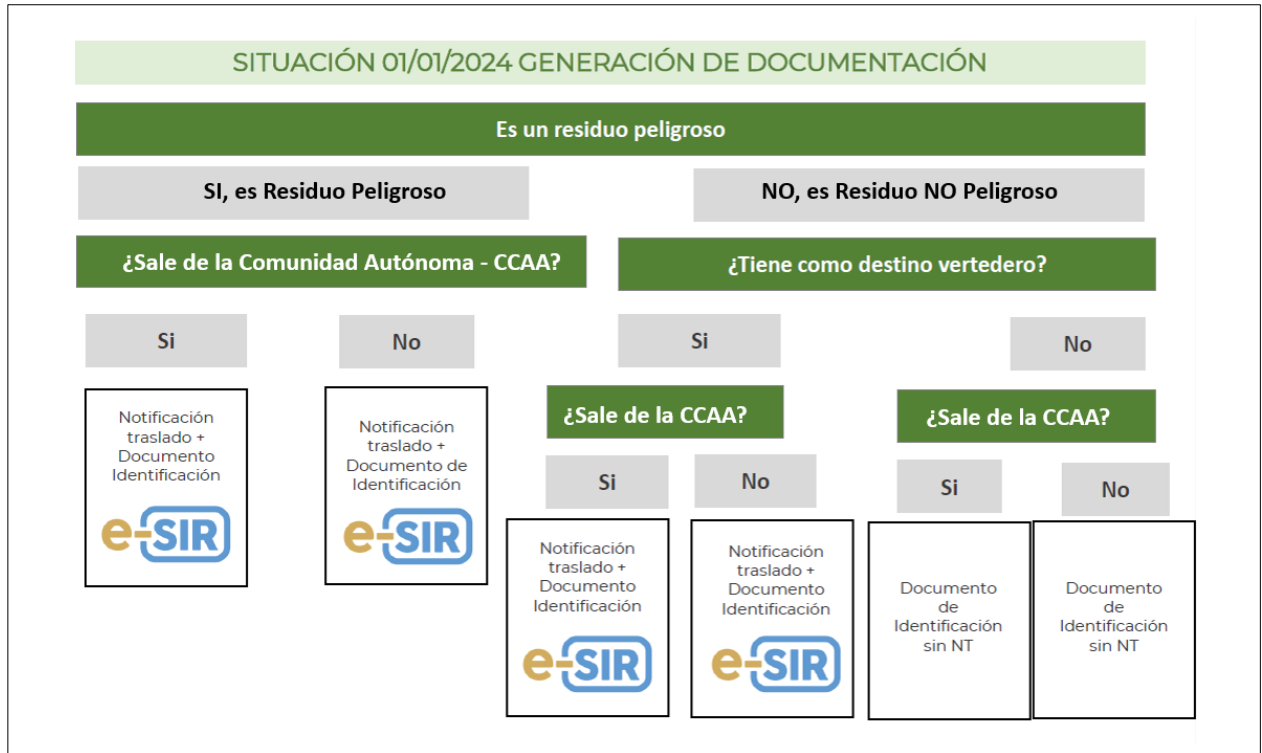 SITUACIÓN 01/01/2024 GENERACIÓN DE DOCUMENTACIÓN
Es un residuo peligroso
SI, es Residuo Peligroso
NO, es Residuo NO Peligroso
¿Sale de la Comunidad Autónoma - CCAA?
¿Tiene como destino vertedero?
Si
No
Si
No
Notificación
traslado +
Documento
Identificación
e-SIR
Notificación
traslado +
Documento de
Identificación
e-SIR
¿Sale de la CCAA?
¿Sale de la CCAA?
Si
No
Si
No
Notificación
traslado +
Documento
Identificación
e-SIR
Notificación
traslado +
Documento
Identificación
e-SIR
Documento
de
Identificación
sin NT
Documento
de
Identificación
sin NT